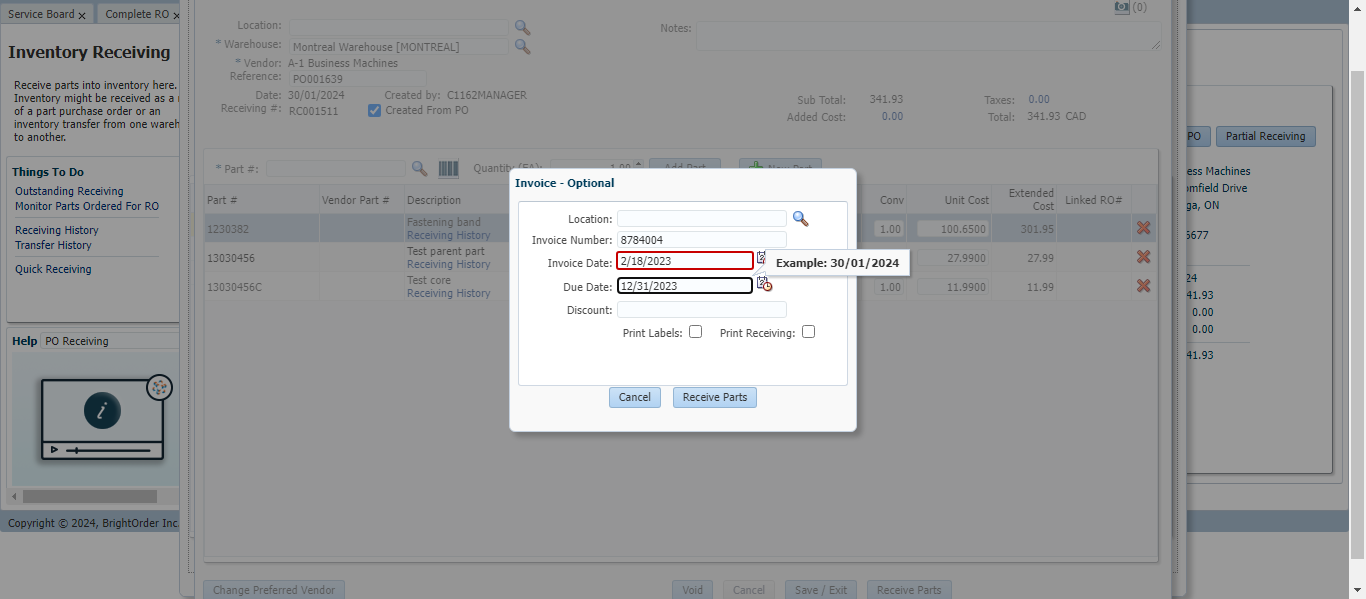 Service Board x
Complete RO x
(0)
Inventory Receiving
Receive parts into inventory here.
Inventory might be received as a
of a part purchase order or an
inventory transfer from one wareh
to another.
Things To Do
Outstanding Receiving
Monitor Parts Ordered For RO
Receiving History
Transfer History
Quick Receiving
Help PO Receiving
Copyright © 2024, BrightOrder Inc.
Location:
* Warehouse: Montreal Warehouse [MONTREAL]
* Vendor: A-1 Business Machines
Reference: PO001639
Date: 30/01/2024 Created by: C1162MANAGER
Receiving #: RC001511 Created From PO
Notes:
Sub Total: 341.93 Taxes: 0.00
Added Cost: 0.00 Total: 341.93 CAD
* Part #: Quantity (EA): 1.00 Add Part New Part
Part # Vendor Part # Description Conv Unit Cost Extended Cost Linked RO#
1230382 Fastening band 1.00 100.6500 301.95
Receiving History
13030456 Test parent part 27.9900 27.99
Receiving History
13030456C Test core 1.00 11.9900 11.99
Receiving History
Invoice - Optional
Location:
Invoice Number: 8784004
Invoice Date: 2/18/2023
Example: 30/01/2024
Due Date: 12/31/2023
Discount:
Print Labels: Print Receiving:
Cancel Receive Parts
Change Preferred Vendor Void Cancel Save / Exit Receive Parts
PO Partial Receiving
ess Machines
omfield Drive
ga, ON
6677
24
41.93
0.00
0.00
41.93